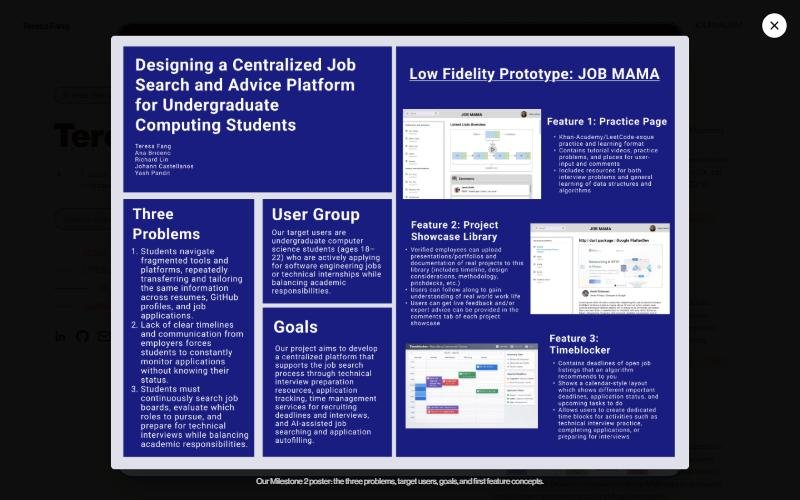 Teresa Fang
Designing a Centralized Job
Search and Advice Platform
for Undergraduate
Computing Students
Teresa Fang
Ana Briceno
Richard Lin
Johann Castellanos
Yash Pandit
Three
Problems
1. Students navigate
fragmented tools and
platforms, repeatedly
transferring and tailoring
the same information
across resumes, GitHub
profiles, and job
applications.
2. Lack of clear timelines
and communication from
employers forces
students to constantly
monitor applications
without knowing their
status.
3. Students must
continuously search job
boards, evaluate which
roles to pursue, and
prepare for technical
interviews while balancing
academic responsibilities.
User Group
Our target users are
undergraduate computer
science students (ages 18–
22) who are actively applying
for software engineering jobs
or technical internships while
balancing academic
responsibilities.
Goals
Our project aims to develop
a centralized platform that
supports the job search
process through technical
interview preparation
resources, application
tracking, time management
services for recruiting
deadlines and interviews,
and AI-assisted job
searching and application
autofilling.
Low Fidelity Prototype: JOB MAMA
JOB MAMA
Linked Lists Overview
Comments
Feature 1: Practice Page
• Khan-Academy/LeetCode-esque
practice and learning format
• Contains tutorial videos, practice
problems, and places for user-
input and comments
• Includes resources for both
interview problems and general
learning of data structures and
algorithms.
Feature 2: Project
Showcase Library
• Verified employees can upload
presentations/portfolios and
documentation of real projects to this
library (includes timeline, design
considerations, methodology,
pitchdecks, etc.)
• Users can follow along to gain
understanding of real world work life
• Users can get live feedback and/or
expert advice can be provided in the
comments tab of each project
showcase
JOB MAMA
Feature 3:
Timeblocker
• Contains deadlines of open job
listings that an algorithm
recommends to you
• Shows a calendar-style layout
which shows different important
deadlines, application status, and
upcoming tasks to do
• Allows users to create dedicated
time blocks for activities such as
technical interview practice,
completing applications, or
preparing for interviews
Our Milestone 2 poster: the three problems, target users, goals, and first feature concepts.